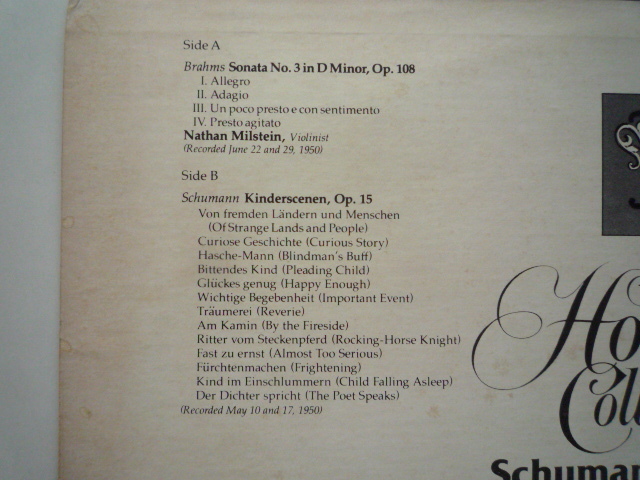 Side A
Brahms Sonata No. 3 in D Minor, Op. 108
I. Allegro
II. Adagio
III. Un poco presto e con sentimento
IV. Presto agitato
Nathan Milstein, Violinist
(Recorded June 22 and 29, 1950)
Side B
Schumann Kinderscenen, Op. 15
Von fremden Ländern und Menschen
(Of Strange Lands and People)
Curiose Geschichte (Curious Story)
Hasche-Mann (Blindman's Buff)
Bittendes Kind (Pleading Child)
Glückes genug (Happy Enough)
Wichtige Begebenheit (Important Event)
Träumerei (Reverie)
Am Kamin (By the Fireside)
Ritter vom Steckenpferd (Rocking-Horse Knight)
Fast zu ernst (Almost Too Serious)
Fürchtenmachen (Frightening)
Kind im Einschlummern (Child Falling Asleep)
Der Dichter spricht (The Poet Speaks)
(Recorded May 10 and 17, 1950)
Ho
Coll
Schuman